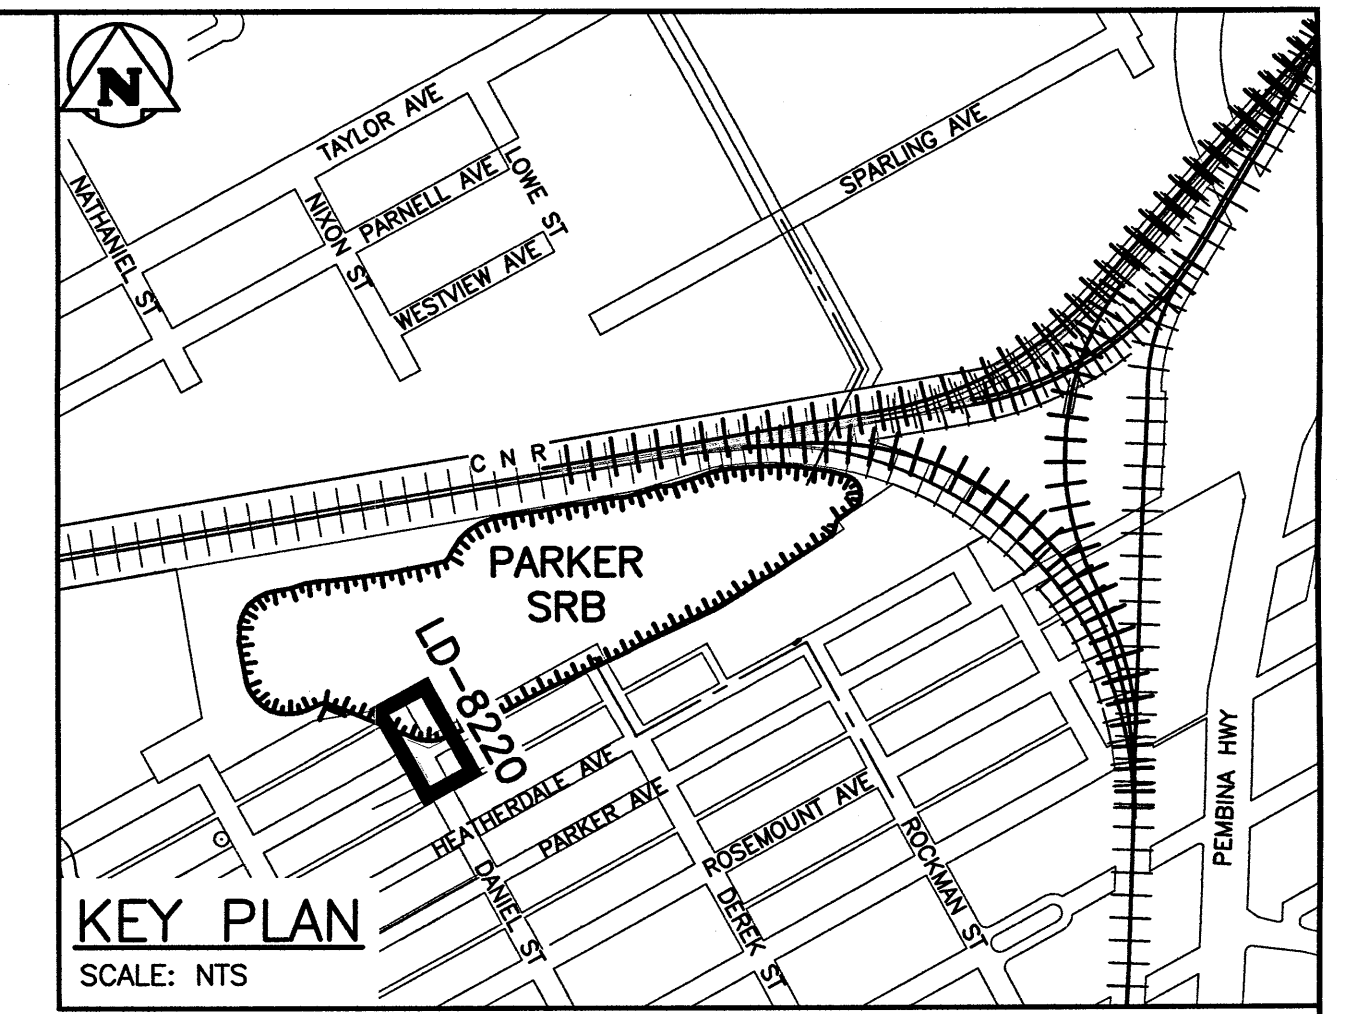 N
TAYLOR AVE
LOWE ST
SPARLING AVE
PARNELL AVE
NATHANIEL ST
NIXON ST
WESTVIEW AVE
CNR
PARKER
SRB
LD-8220
HEATHERDALE AVE
PARKER AVE
ROSEMOUNT AVE
PEMBINA HWY
ROCKMAN ST
DANIEL ST
DEREK ST
KEY PLAN
SCALE: NTS